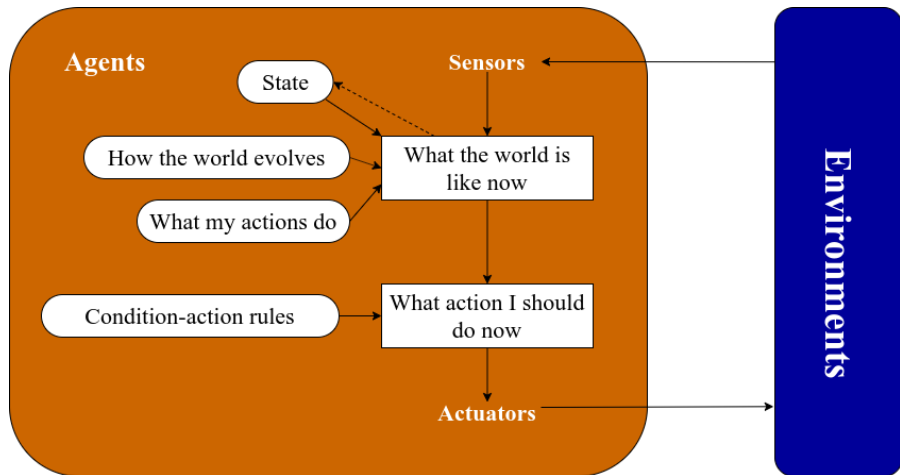 Agents
Sensors
State
How the world evolves
What the world is
like now
What my actions do
Condition-action rules
What action I should
do now
Actuators
Environments